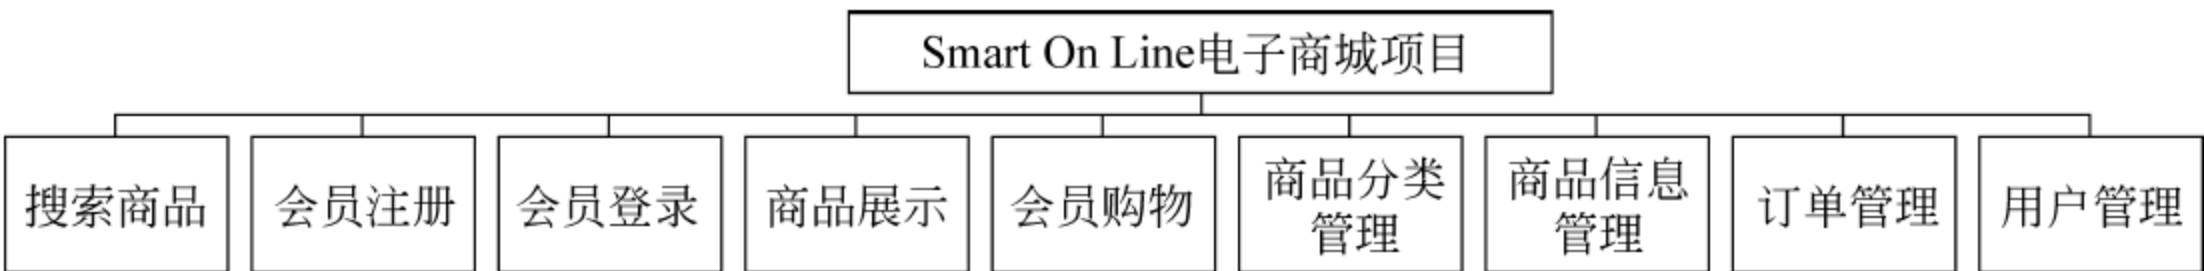 Smart On Line电子商城项目
搜索商品
会员注册
会员登录
商品展示
会员购物
商品分类
管理
商品信息
管理
订单管理
用户管理